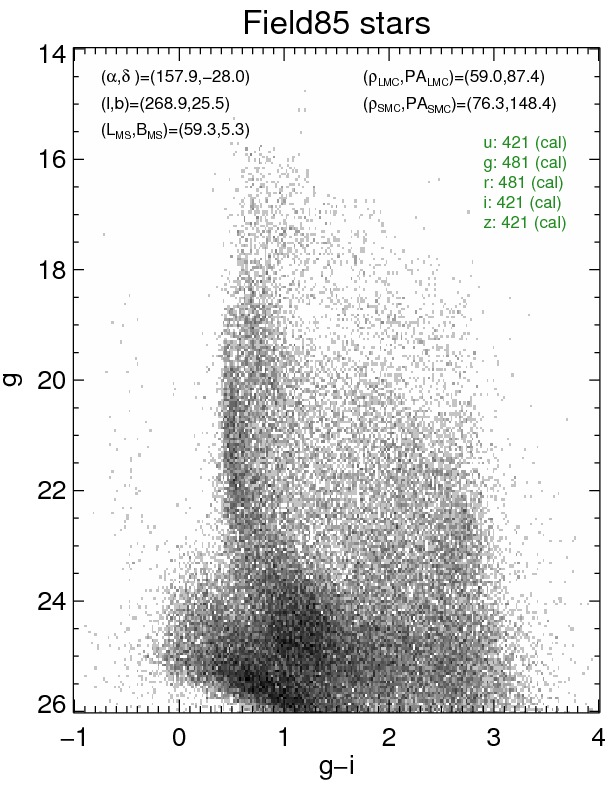 Field85 stars
(α,δ )=(157.9,−28.0)
(ρLMC,PALMC)=(59.0,87.4)
(l,b)=(268.9,25.5)
(ρSMC,PASMC)=(76.3,148.4)
(LMS,BMS)=(59.3,5.3)
u: 421 (cal)
g: 481 (cal)
r: 481 (cal)
i: 421 (cal)
z: 421 (cal)
14
16
18
20
22
24
26
g
−1 0 1 2 3 4
g−i